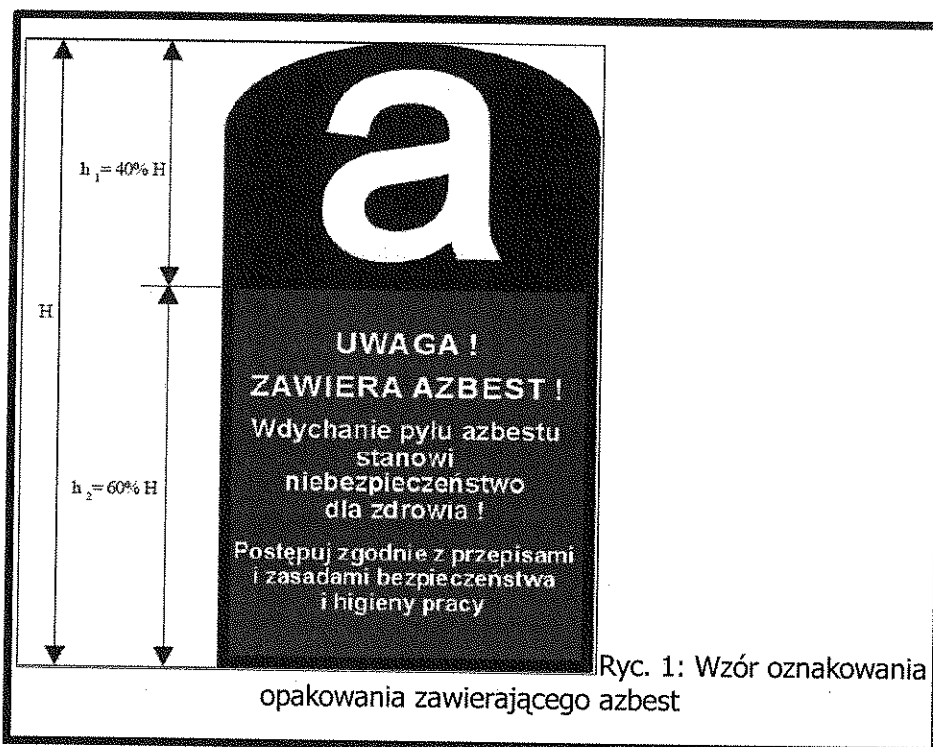 a
h₁= 40% H
H
UWAGA !
ZAWIERA AZBEST !
Wdychanie pyłu azbestu
stanowi
niebezpieczeństwo
dla zdrowia !
h₂= 60% H
Postępuj zgodnie z przepisami
i zasadami bezpieczeństwa
i higieny pracy
Ryc. 1: Wzór oznakowania
opakowania zawierającego azbest